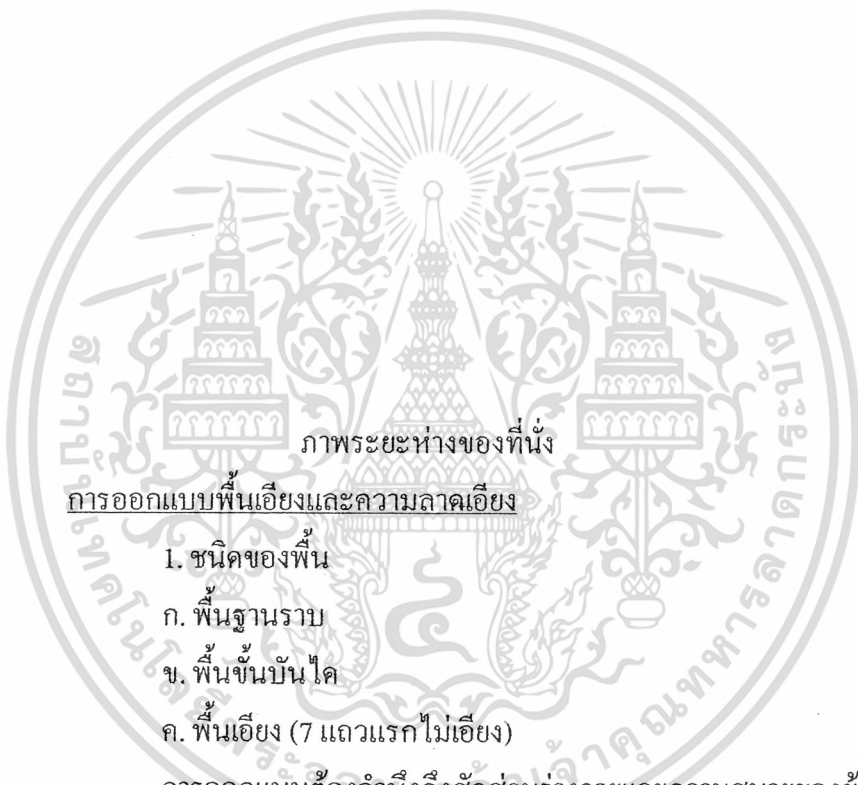 ภาพระยะห่างของที่นั่ง
การออกแบบพื้นเอียงและความลาดเอียง
1. ชนิดของพื้น
ก. พื้นฐานราบ
ข. พื้นขั้นบันได
ค. พื้นเอียง (7 แถวแรกไม่เอียง)